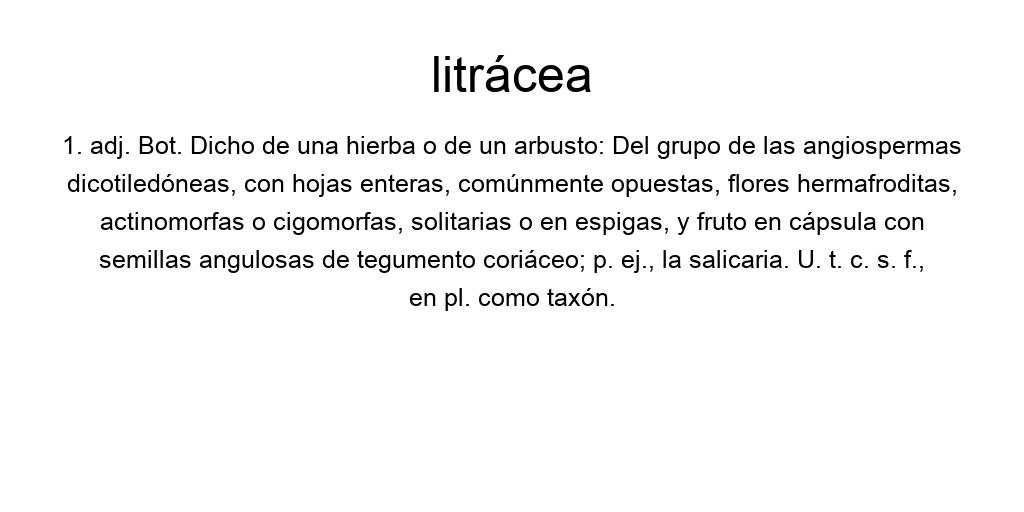 litrácea
1. adj. Bot. Dicho de una hierba o de un arbusto: Del grupo de las angiospermas
dicotiledóneas, con hojas enteras, comúnmente opuestas, flores hermafroditas,
actinomorfas o cigomorfas, solitarias o en espigas, y fruto en cápsula con
semillas angulosas de tegumento coriáceo; p. ej., la salicaria. U. t. c. s. f.,
en pl. como taxón.